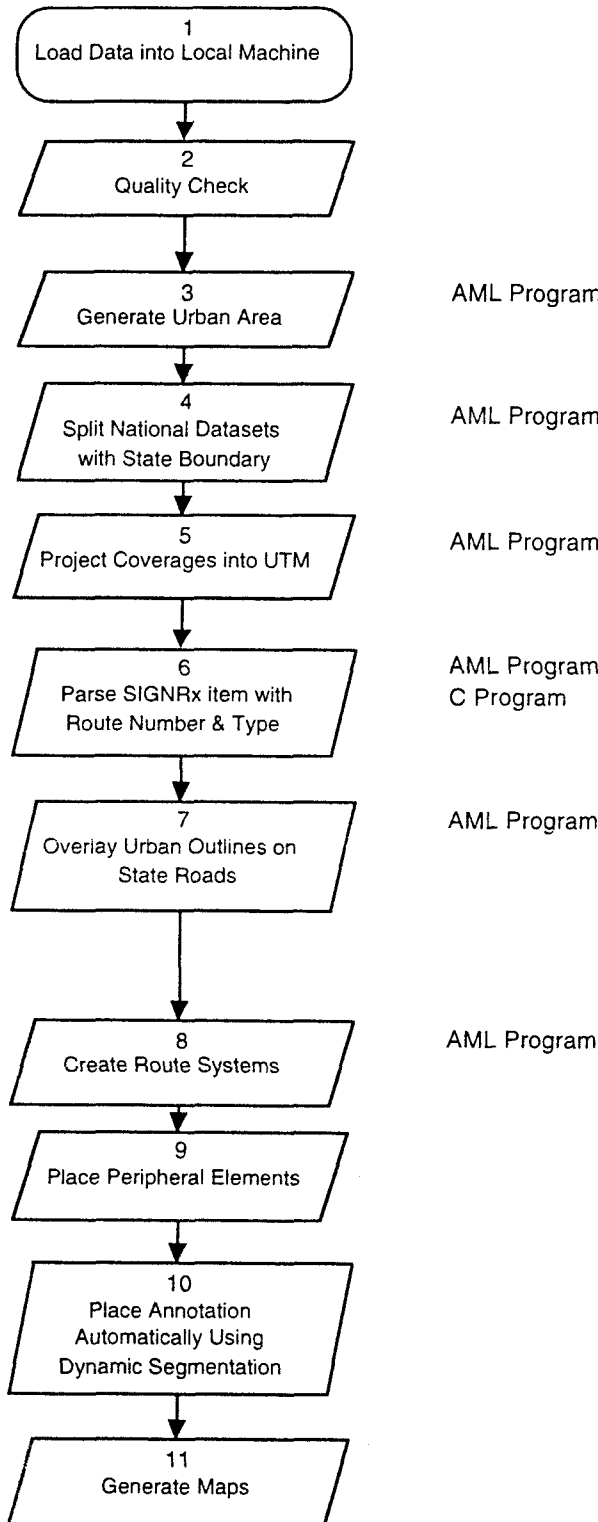 1
Load Data into Local Machine
2
Quality Check
3
Generate Urban Area
AML Program
4
Split National Datasets
with State Boundary
AML Program
5
Project Coverages into UTM
AML Program
6
Parse SIGNRx item with
Route Number & Type
AML Program
C Program
7
Overlay Urban Outlines on
State Roads
AML Program
8
Create Route Systems
AML Program
9
Place Peripheral Elements
10
Place Annotation
Automatically Using
Dynamic Segmentation
11
Generate Maps